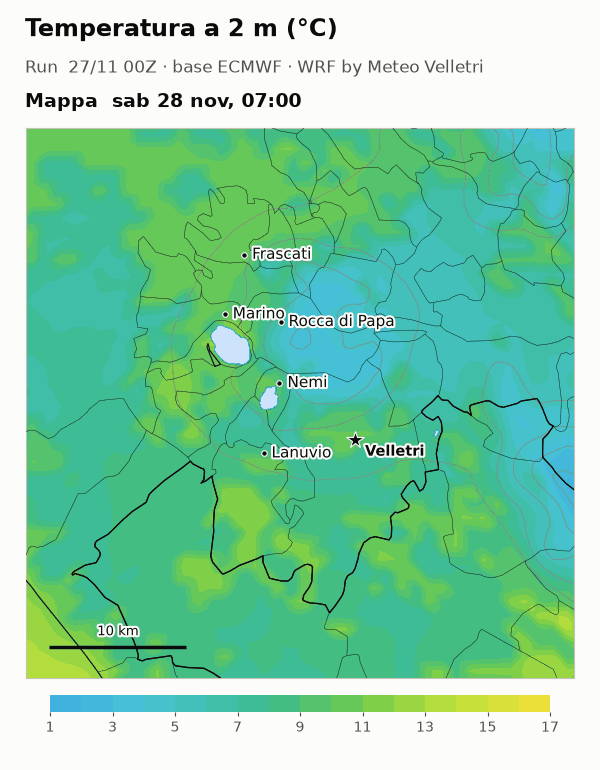 Temperatura a 2 m (°C)
Run  27/11 00Z · base ECMWF · WRF by Meteo Velletri
Mappa  sab 28 nov, 07:00
Frascati
Marino
Rocca di Papa
Nemi
Velletri
Lanuvio
10 km
1 3 5 7 9 11 13 15 17